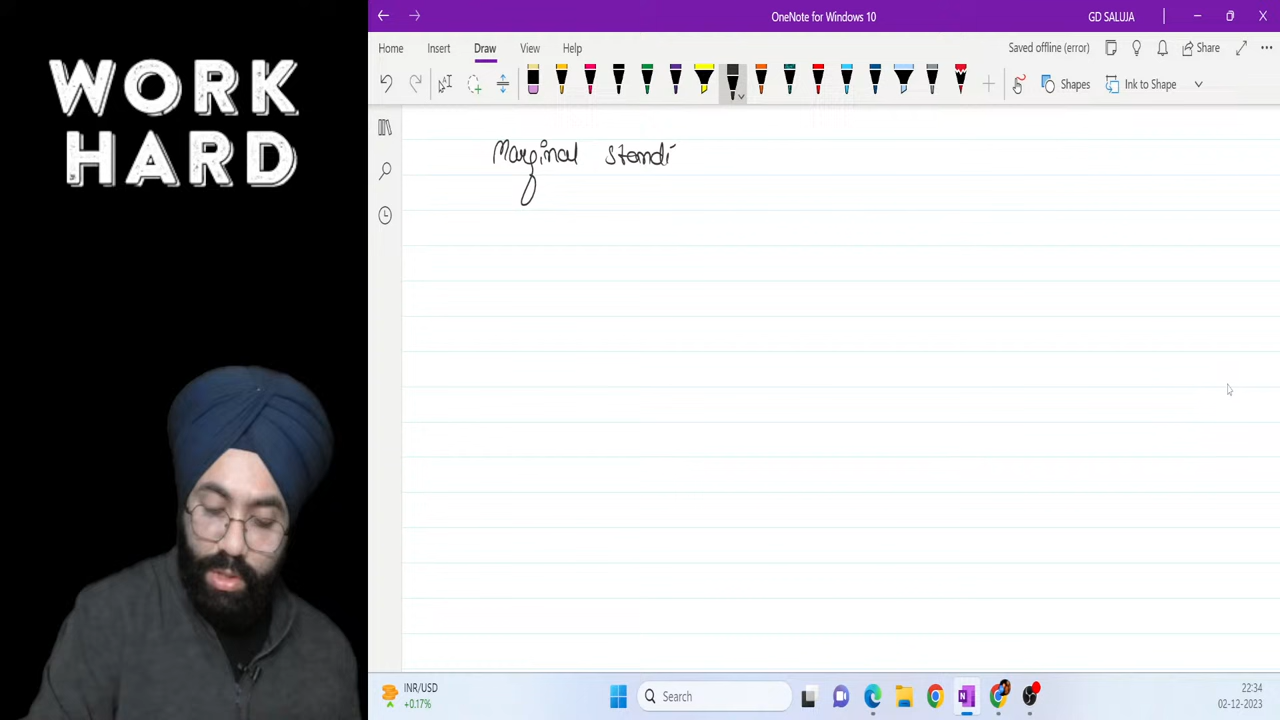 WORK
HARD
OneNote for Windows 10
GD SALUJA
Home Insert Draw View Help
Saved offline (error)
Share
Shapes
Ink to Shape
Marginal Standi
INR/USD
+0.17%
Search
22:34
02-12-2023